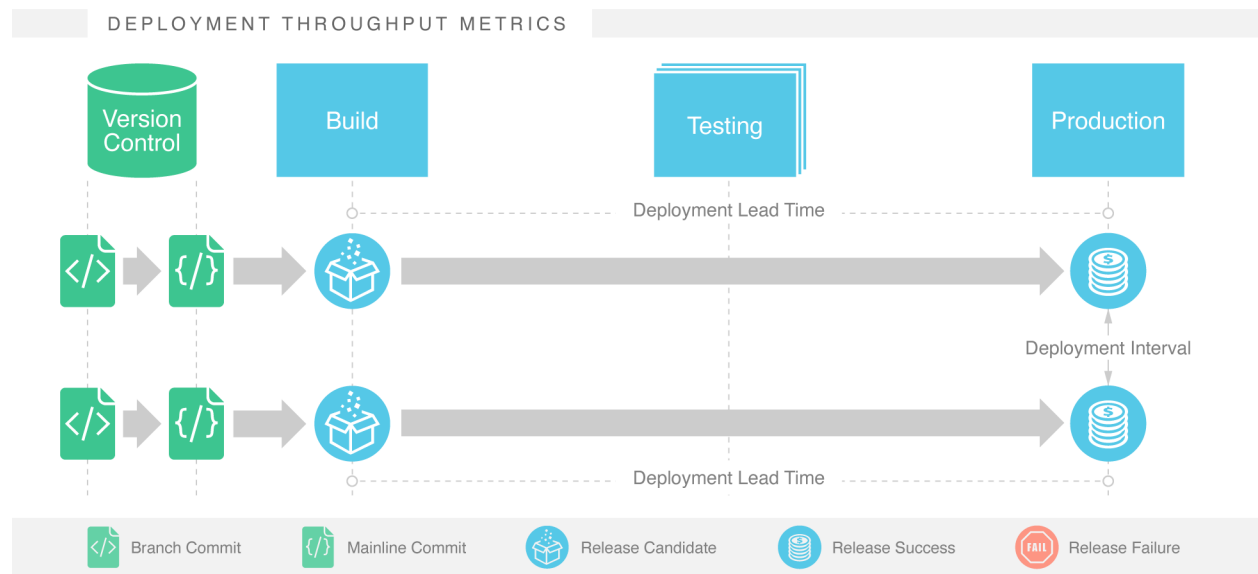 DEPLOYMENT THROUGHPUT METRICS
Version
Control
Build
Testing
Production
Deployment Lead Time
</>
{/}
$
Deployment Interval
</>
{/}
$
Deployment Lead Time
</> Branch Commit
{/} Mainline Commit
Release Candidate
$ Release Success
FAIL Release Failure